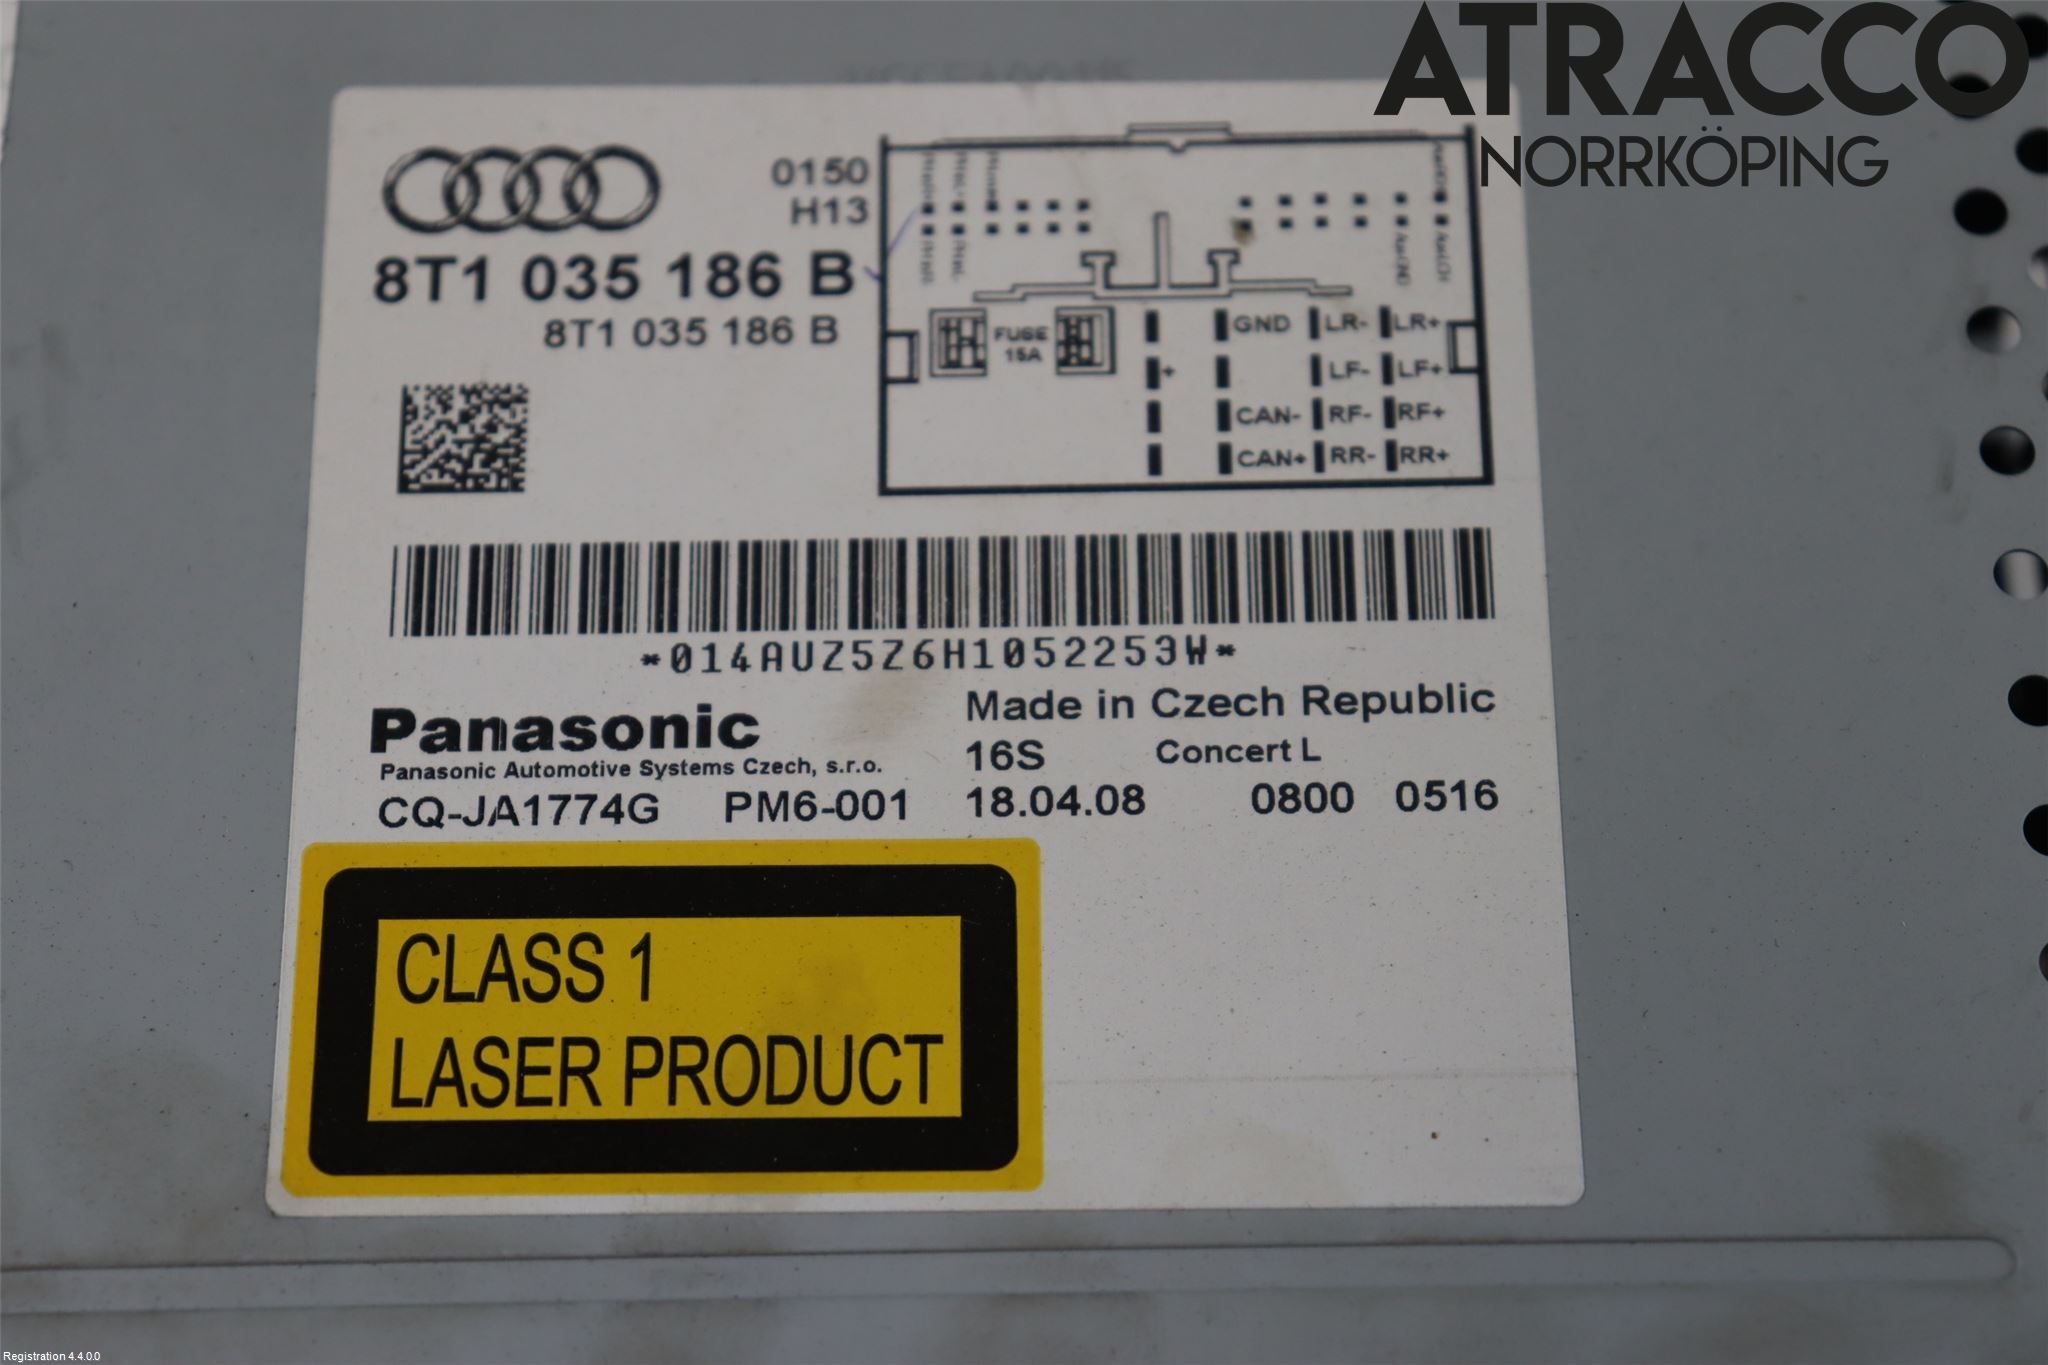 ATRACCO
NORRKÖPING
0150
H13
8T1 035 186 B
8T1 035 186 B
FUSE
15A
GND LR- LR+
+ LF- LF+
CAN- RF- RF+
CAN+ RR- RR+
*014AUZ5Z6H1052253W*
Panasonic
Made in Czech Republic
Panasonic Automotive Systems Czech, s.r.o.
16S Concert L
CQ-JA1774G PM6-001 18.04.08 0800 0516
CLASS 1
LASER PRODUCT
Registration 4.4.0.0